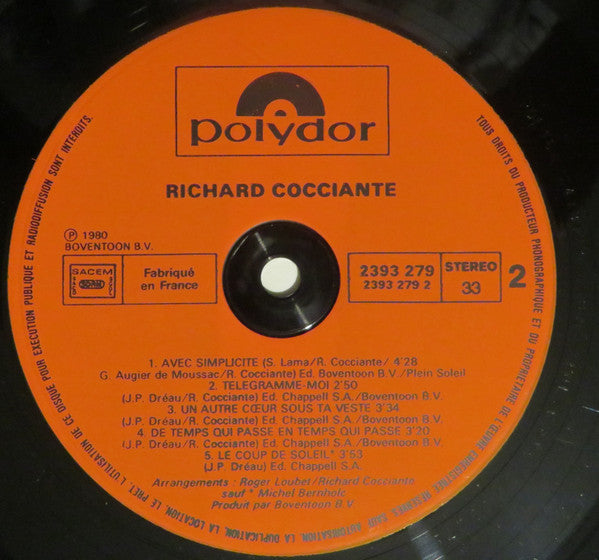 polydor
RICHARD COCCIANTE
℗ 1980
BOVENTOON B.V.
SACEM
Fabriqué
en France
2393 279
2393 279 2
STEREO
33
2
1. AVEC SIMPLICITE (S. Lama/R. Cocciante/ 4'28
G. Augier de Moussac/R. Cocciante) Ed. Boventoon B.V./Plein Soleil
2. TELEGRAMME-MOI 2'50
(J.P. Dréau/R. Cocciante) Ed. Chappell S.A./Boventoon B.V.
3. UN AUTRE CŒUR SOUS TA VESTE 3'34
(J.P. Dréau/R. Cocciante) Ed. Chappell S.A./Boventoon B.V.
4. DE TEMPS QUI PASSE EN TEMPS QUI PASSE 3'20
(J.P. Dréau/R. Cocciante) Ed. Chappell S.A./Boventoon B.V.
5. LE COUP DE SOLEIL* 3'53
(J.P. Dréau) Ed. Chappell S.A.
Arrangements : Roger Loubet/Richard Cocciante
sauf * Michel Bernholc
Produit par Boventoon B.V.
TOUS DROITS DU PRODUCTEUR PHONOGRAPHIQUE ET DU PROPRIETAIRE DE L'ŒUVRE ENREGISTREE RESERVES SAUF AUTORISATION, LA DUPLICATION, LA LOCATION, LE PRET, L'UTILISATION DE CE DISQUE POUR EXECUTION PUBLIQUE ET RADIODIFFUSION SONT INTERDITS.